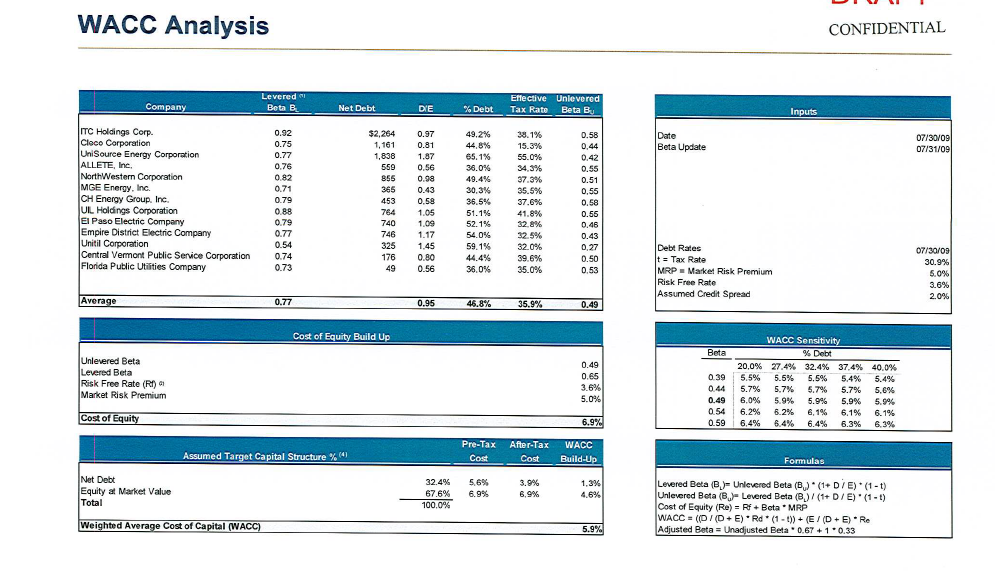 WACC Analysis
CONFIDENTIAL
Levered (1) Effective Unlevered
Company Beta BL Net Debt D/E % Debt Tax Rate Beta BU
ITC Holdings Corp. 0.92 $2,264 0.97 49.2% 38.1% 0.58
Cleco Corporation 0.75 1,161 0.81 44.8% 15.3% 0.44
UniSource Energy Corporation 0.77 1,838 1.87 65.1% 55.0% 0.42
ALLETE, Inc. 0.76 559 0.56 36.0% 34.3% 0.55
NorthWestern Corporation 0.82 855 0.98 49.4% 37.3% 0.51
MGE Energy, Inc. 0.71 365 0.43 30.3% 35.5% 0.55
CH Energy Group, Inc. 0.79 453 0.58 36.5% 37.6% 0.58
UIL Holdings Corporation 0.88 764 1.05 51.1% 41.8% 0.55
El Paso Electric Company 0.79 740 1.09 52.1% 32.8% 0.46
Empire District Electric Company 0.77 746 1.17 54.0% 32.5% 0.43
Unitil Corporation 0.54 325 1.45 59.1% 32.0% 0.27
Central Vermont Public Service Corporation 0.74 176 0.80 44.4% 39.6% 0.50
Florida Public Utilities Company 0.73 49 0.56 36.0% 35.0% 0.53
Average 0.77 0.95 46.8% 35.9% 0.49
Inputs
Date 07/30/09
Beta Update 07/31/09
Debt Rates 07/30/09
t = Tax Rate 30.9%
MRP = Market Risk Premium 5.0%
Risk Free Rate 3.6%
Assumed Credit Spread 2.0%
Cost of Equity Build Up
Unlevered Beta 0.49
Levered Beta 0.65
Risk Free Rate (Rf) (2) 3.6%
Market Risk Premium 5.0%
Cost of Equity 6.9%
WACC Sensitivity
Beta % Debt
20.0% 27.4% 32.4% 37.4% 40.0%
0.39 5.5% 5.5% 5.5% 5.4% 5.4%
0.44 5.7% 5.7% 5.7% 5.7% 5.6%
0.49 6.0% 5.9% 5.9% 5.9% 5.9%
0.54 6.2% 6.2% 6.1% 6.1% 6.1%
0.59 6.4% 6.4% 6.4% 6.3% 6.3%
Pre-Tax After-Tax WACC
Assumed Target Capital Structure % (4) Cost Cost Build-Up
Net Debt 32.4% 5.6% 3.9% 1.3%
Equity at Market Value 67.6% 6.9% 6.9% 4.6%
Total 100.0%
Weighted Average Cost of Capital (WACC) 5.9%
Formulas
Levered Beta (BL)= Unlevered Beta (BU) * (1+ D / E) * (1 - t)
Unlevered Beta (BU)= Levered Beta (BL) / (1+ D / E) * (1 - t)
Cost of Equity (Re) = Rf + Beta * MRP
WACC = ((D / (D + E) * Rd * (1 - t)) + (E / (D + E) * Re
Adjusted Beta = Unadjusted Beta * 0.67 + 1 * 0.33